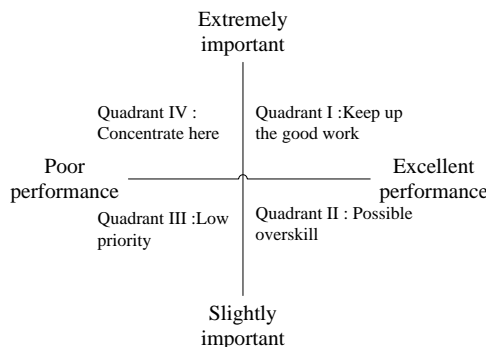 Extremely
important
Quadrant IV :
Concentrate here
Quadrant I :Keep up
the good work
Poor
performance
Excellent
performance
Quadrant III :Low
priority
Quadrant II : Possible
overskill
Slightly
important